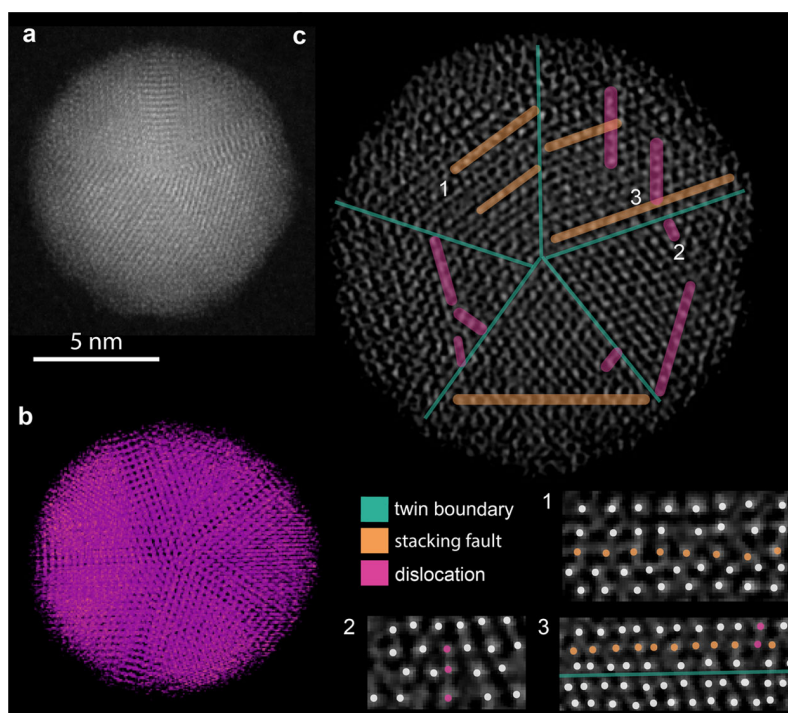 a
c
1
3
2
5 nm
b
twin boundary
stacking fault
dislocation
1
2
3